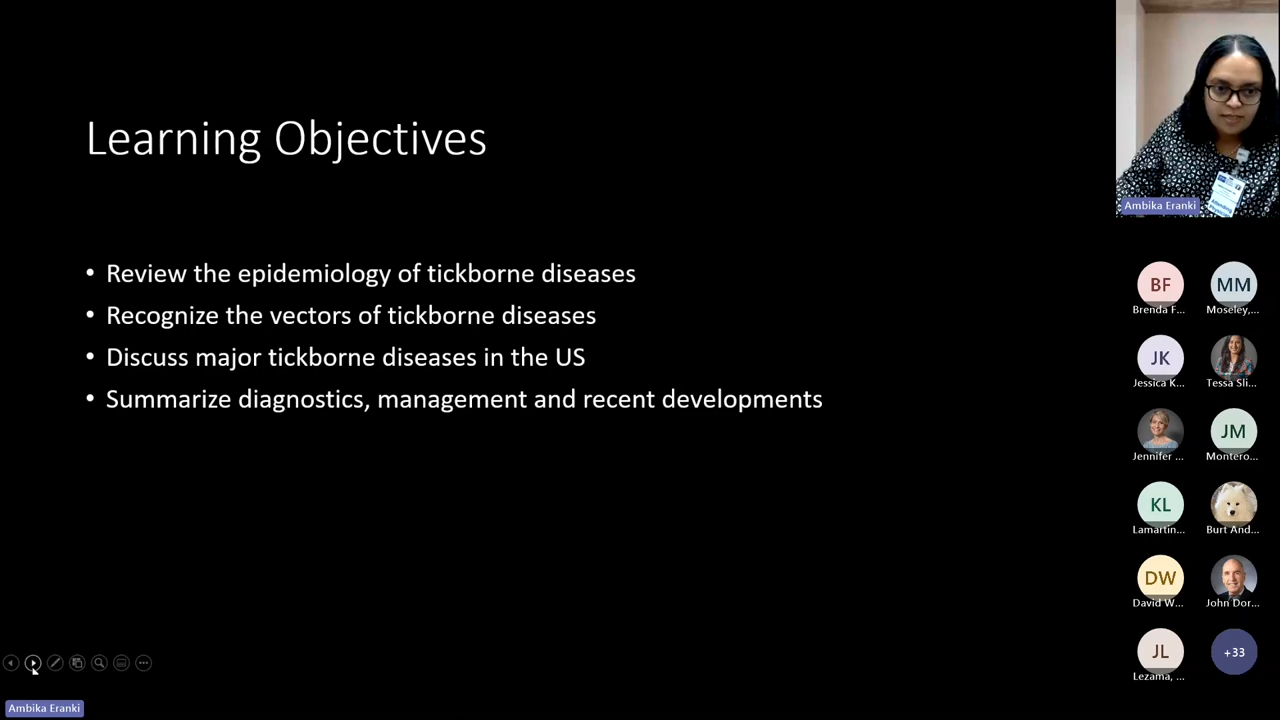 Learning Objectives
• Review the epidemiology of tickborne diseases
• Recognize the vectors of tickborne diseases
• Discuss major tickborne diseases in the US
• Summarize diagnostics, management and recent developments
Ambika Eranki
BF
MM
Brenda F...
Moseley,...
JK
Jessica K...
Tessa Sli...
JM
Jennifer ...
Montero...
KL
Lamartin...
Burt And...
DW
David W...
John Dor...
JL
+33
Lezama, ...
Ambika Eranki